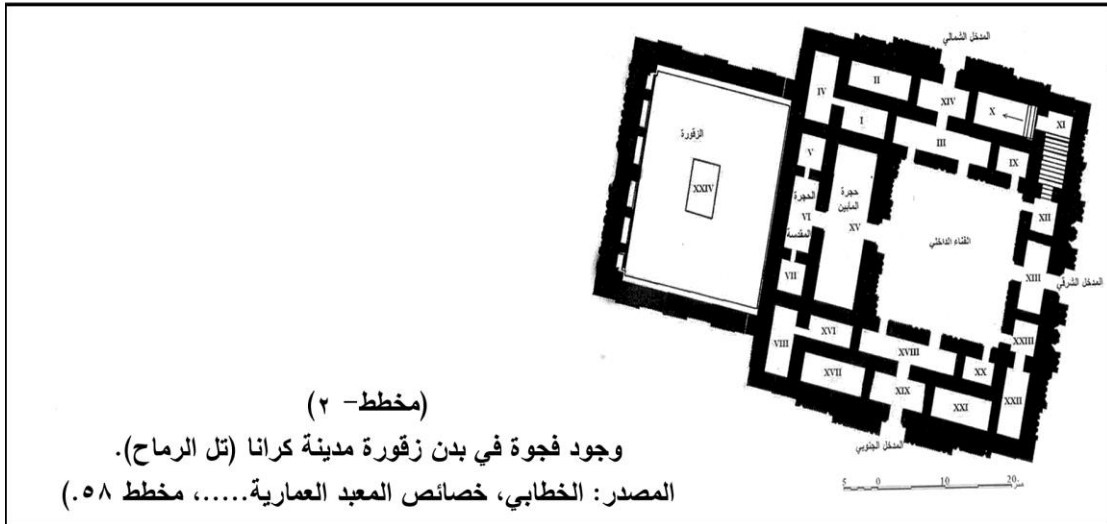 المدخل الشمالي
II
IV
XIV
X
XI
I
III
IX
الزقورة
V
حجرة
المابين
XV
XXIV
الحجرة
VI
المقدسة
الفناء الداخلي
XII
VII
XIII
المدخل الشرقي
VIII
XVI
XVIII
XXIII
XVII
XX
XIX
XXI
XXII
المدخل الجنوبي
5 0 10 20
(مخطط- ٢)
وجود فجوة في بدن زقورة مدينة كرانا (تل الرماح).
المصدر: الخطابي، خصائص المعبد العمارية.....، مخطط ٥٨.)